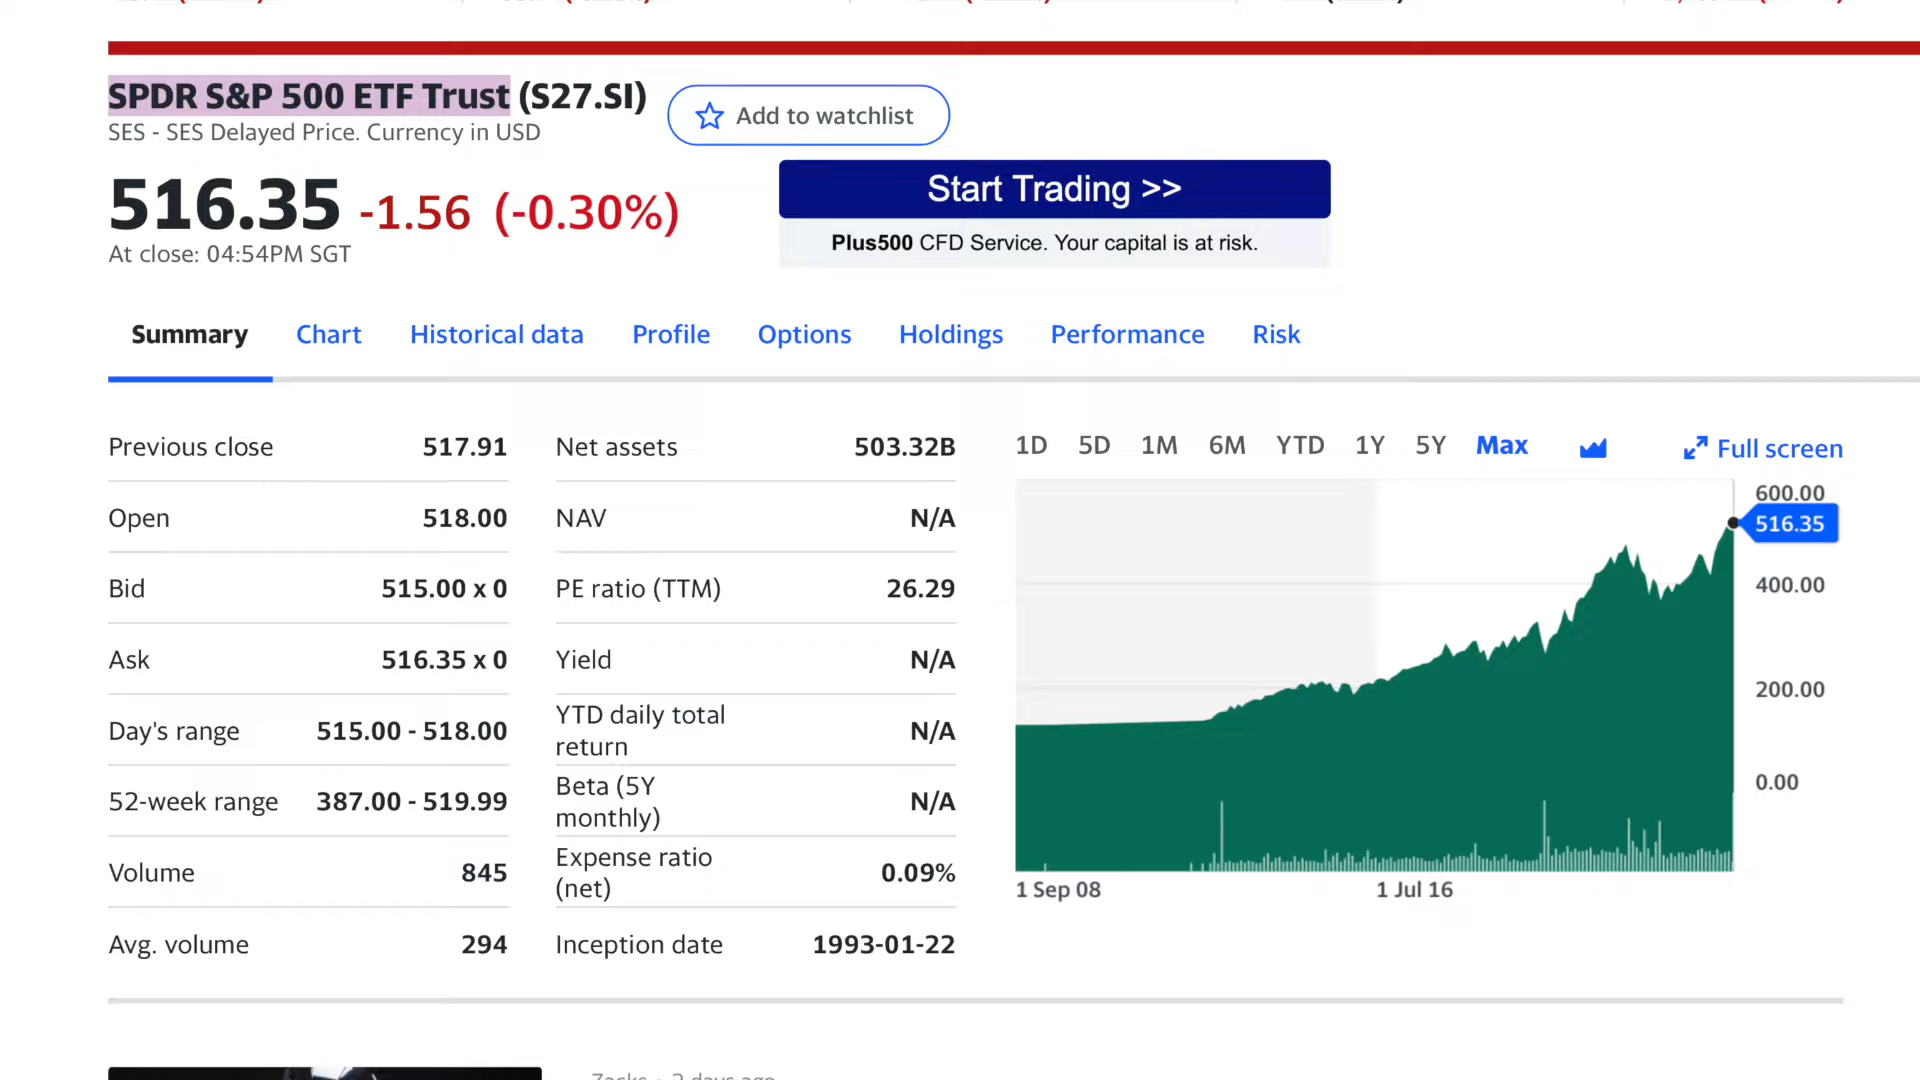 SPDR S&P 500 ETF Trust (S27.SI)
Add to watchlist
SES - SES Delayed Price. Currency in USD
516.35 -1.56 (-0.30%)
At close: 04:54PM SGT
Start Trading >>
Plus500 CFD Service. Your capital is at risk.
Summary Chart Historical data Profile Options Holdings Performance Risk
Previous close 517.91
Open 518.00
Bid 515.00 x 0
Ask 516.35 x 0
Day's range 515.00 - 518.00
52-week range 387.00 - 519.99
Volume 845
Avg. volume 294
Net assets 503.32B
NAV N/A
PE ratio (TTM) 26.29
Yield N/A
YTD daily total
return N/A
Beta (5Y
monthly) N/A
Expense ratio
(net) 0.09%
Inception date 1993-01-22
1D 5D 1M 6M YTD 1Y 5Y Max Full screen
600.00
516.35
400.00
200.00
0.00
1 Sep 08 1 Jul 16